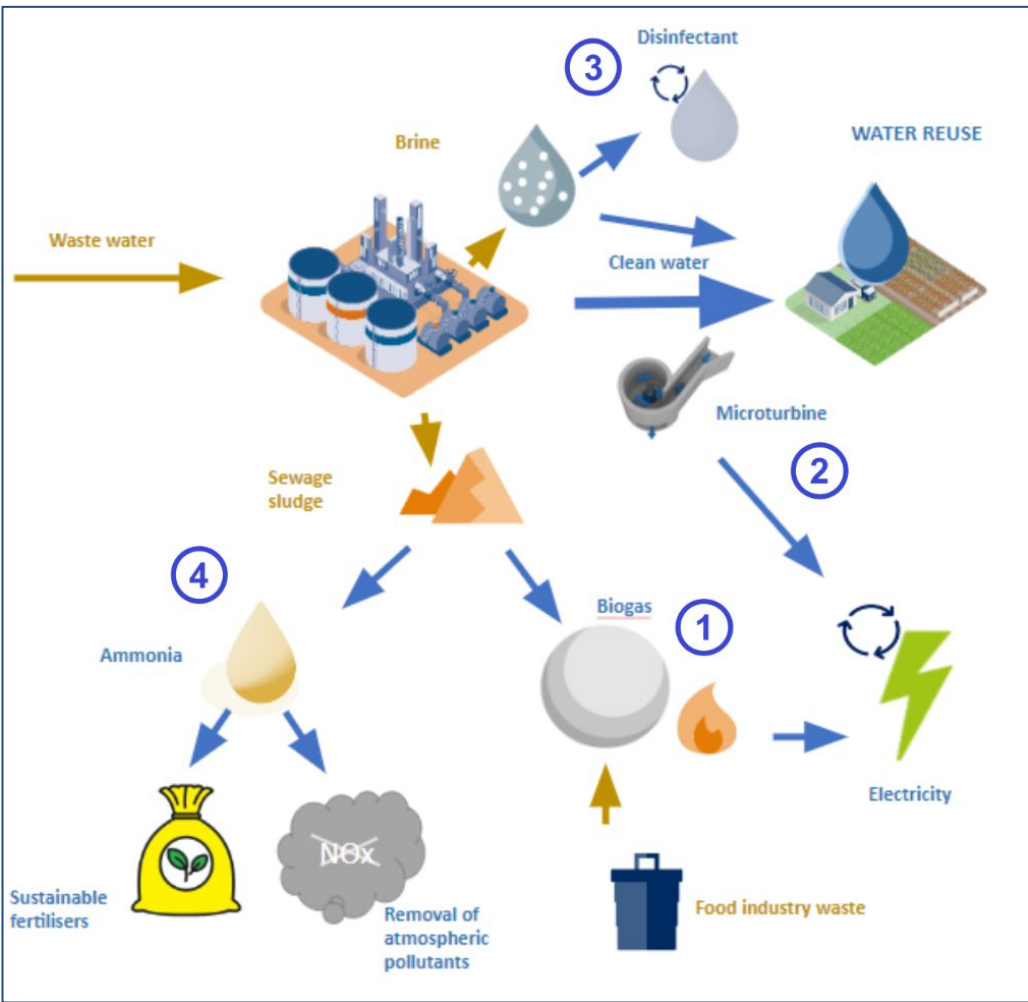 Disinfectant
3
WATER REUSE
Brine
Waste water
Clean water
Microturbine
2
Sewage
sludge
4
Biogas
1
Ammonia
Electricity
NOx
Sustainable
fertilisers
Removal of
atmospheric
pollutants
Food industry waste